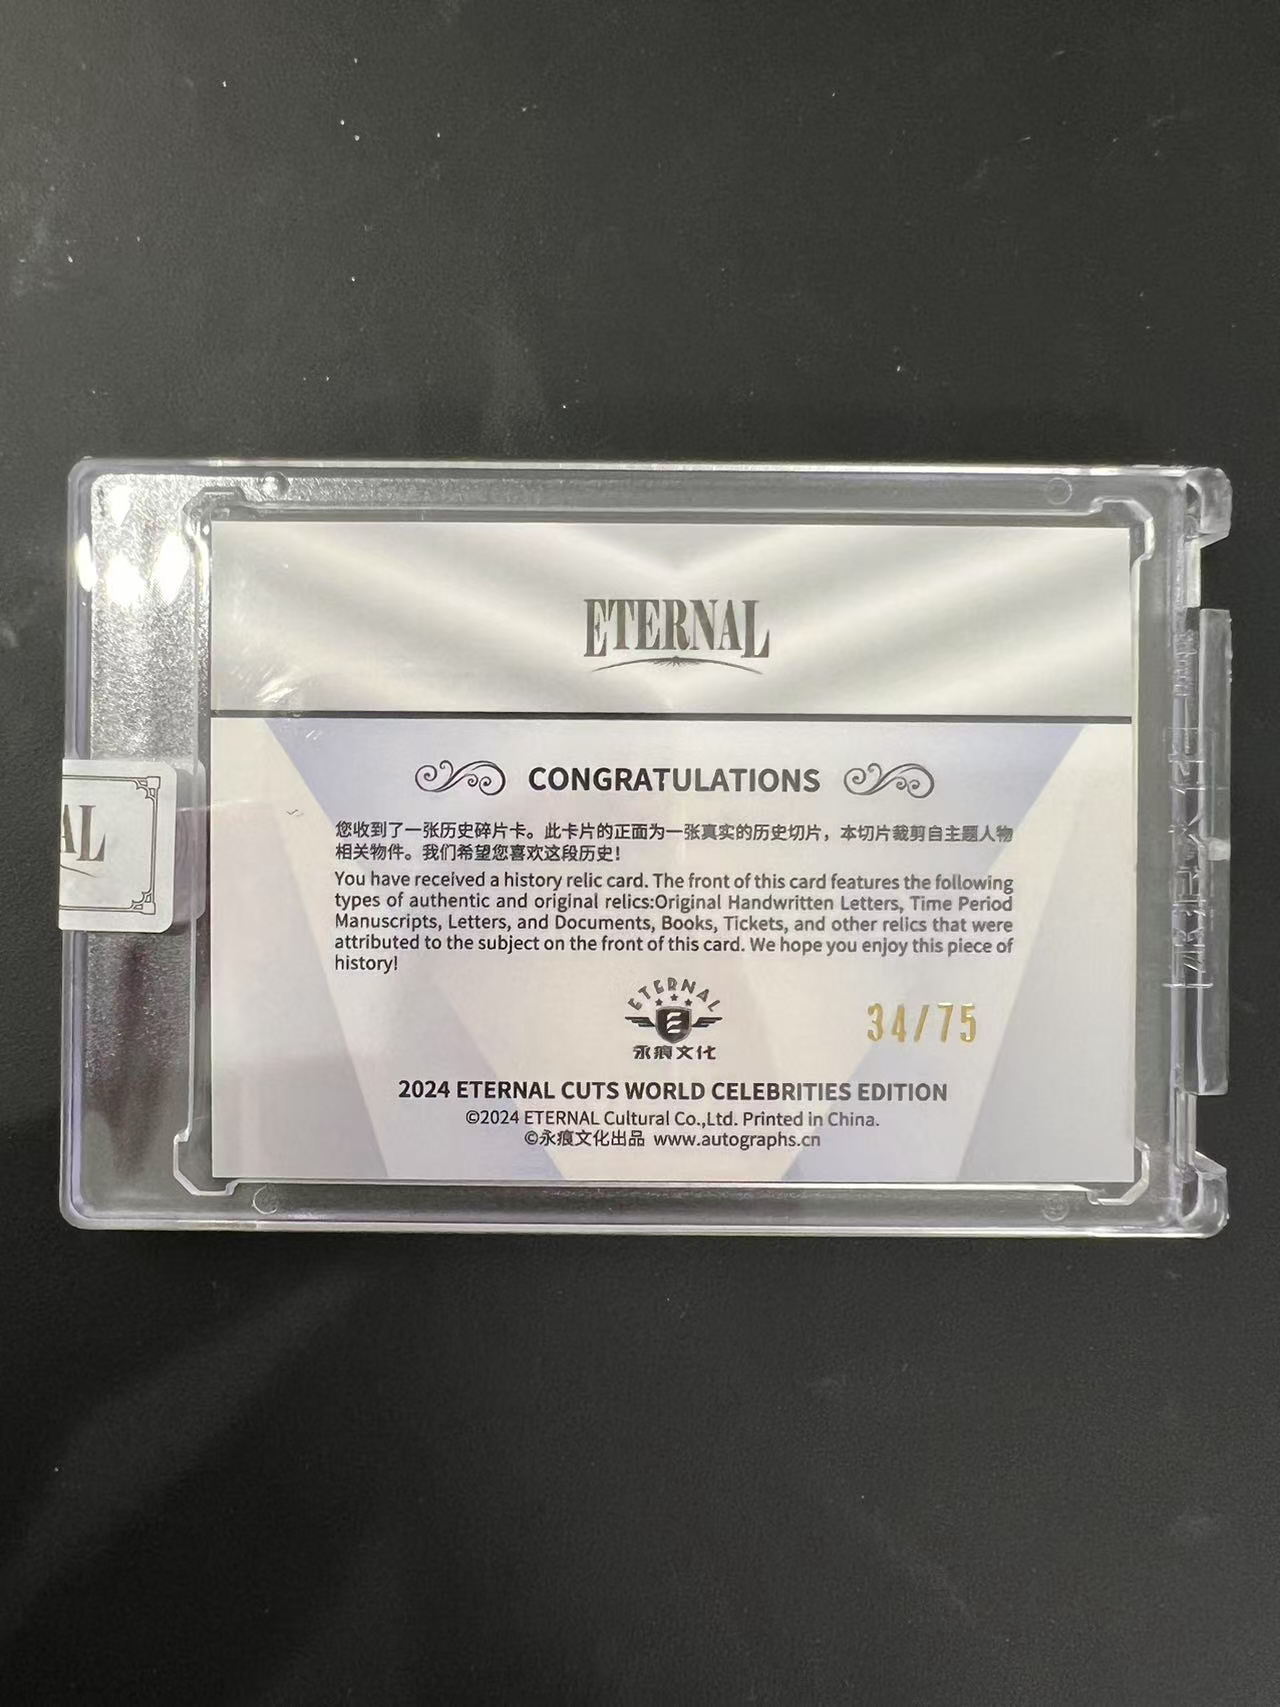 ETERNAL
CONGRATULATIONS
您收到了一张历史碎片卡。此卡片的正面为一张真实的历史切片，本切片裁剪自主题人物
相关物件。我们希望您喜欢这段历史！
You have received a history relic card. The front of this card features the following
types of authentic and original relics:Original Handwritten Letters, Time Period
Manuscripts, Letters, and Documents, Books, Tickets, and other relics that were
attributed to the subject on the front of this card. We hope you enjoy this piece of
history!
AL
ETERNAL
E
永痕文化
34/75
2024 ETERNAL CUTS WORLD CELEBRITIES EDITION
©2024 ETERNAL Cultural Co.,Ltd. Printed in China.
©永痕文化出品 www.autographs.cn